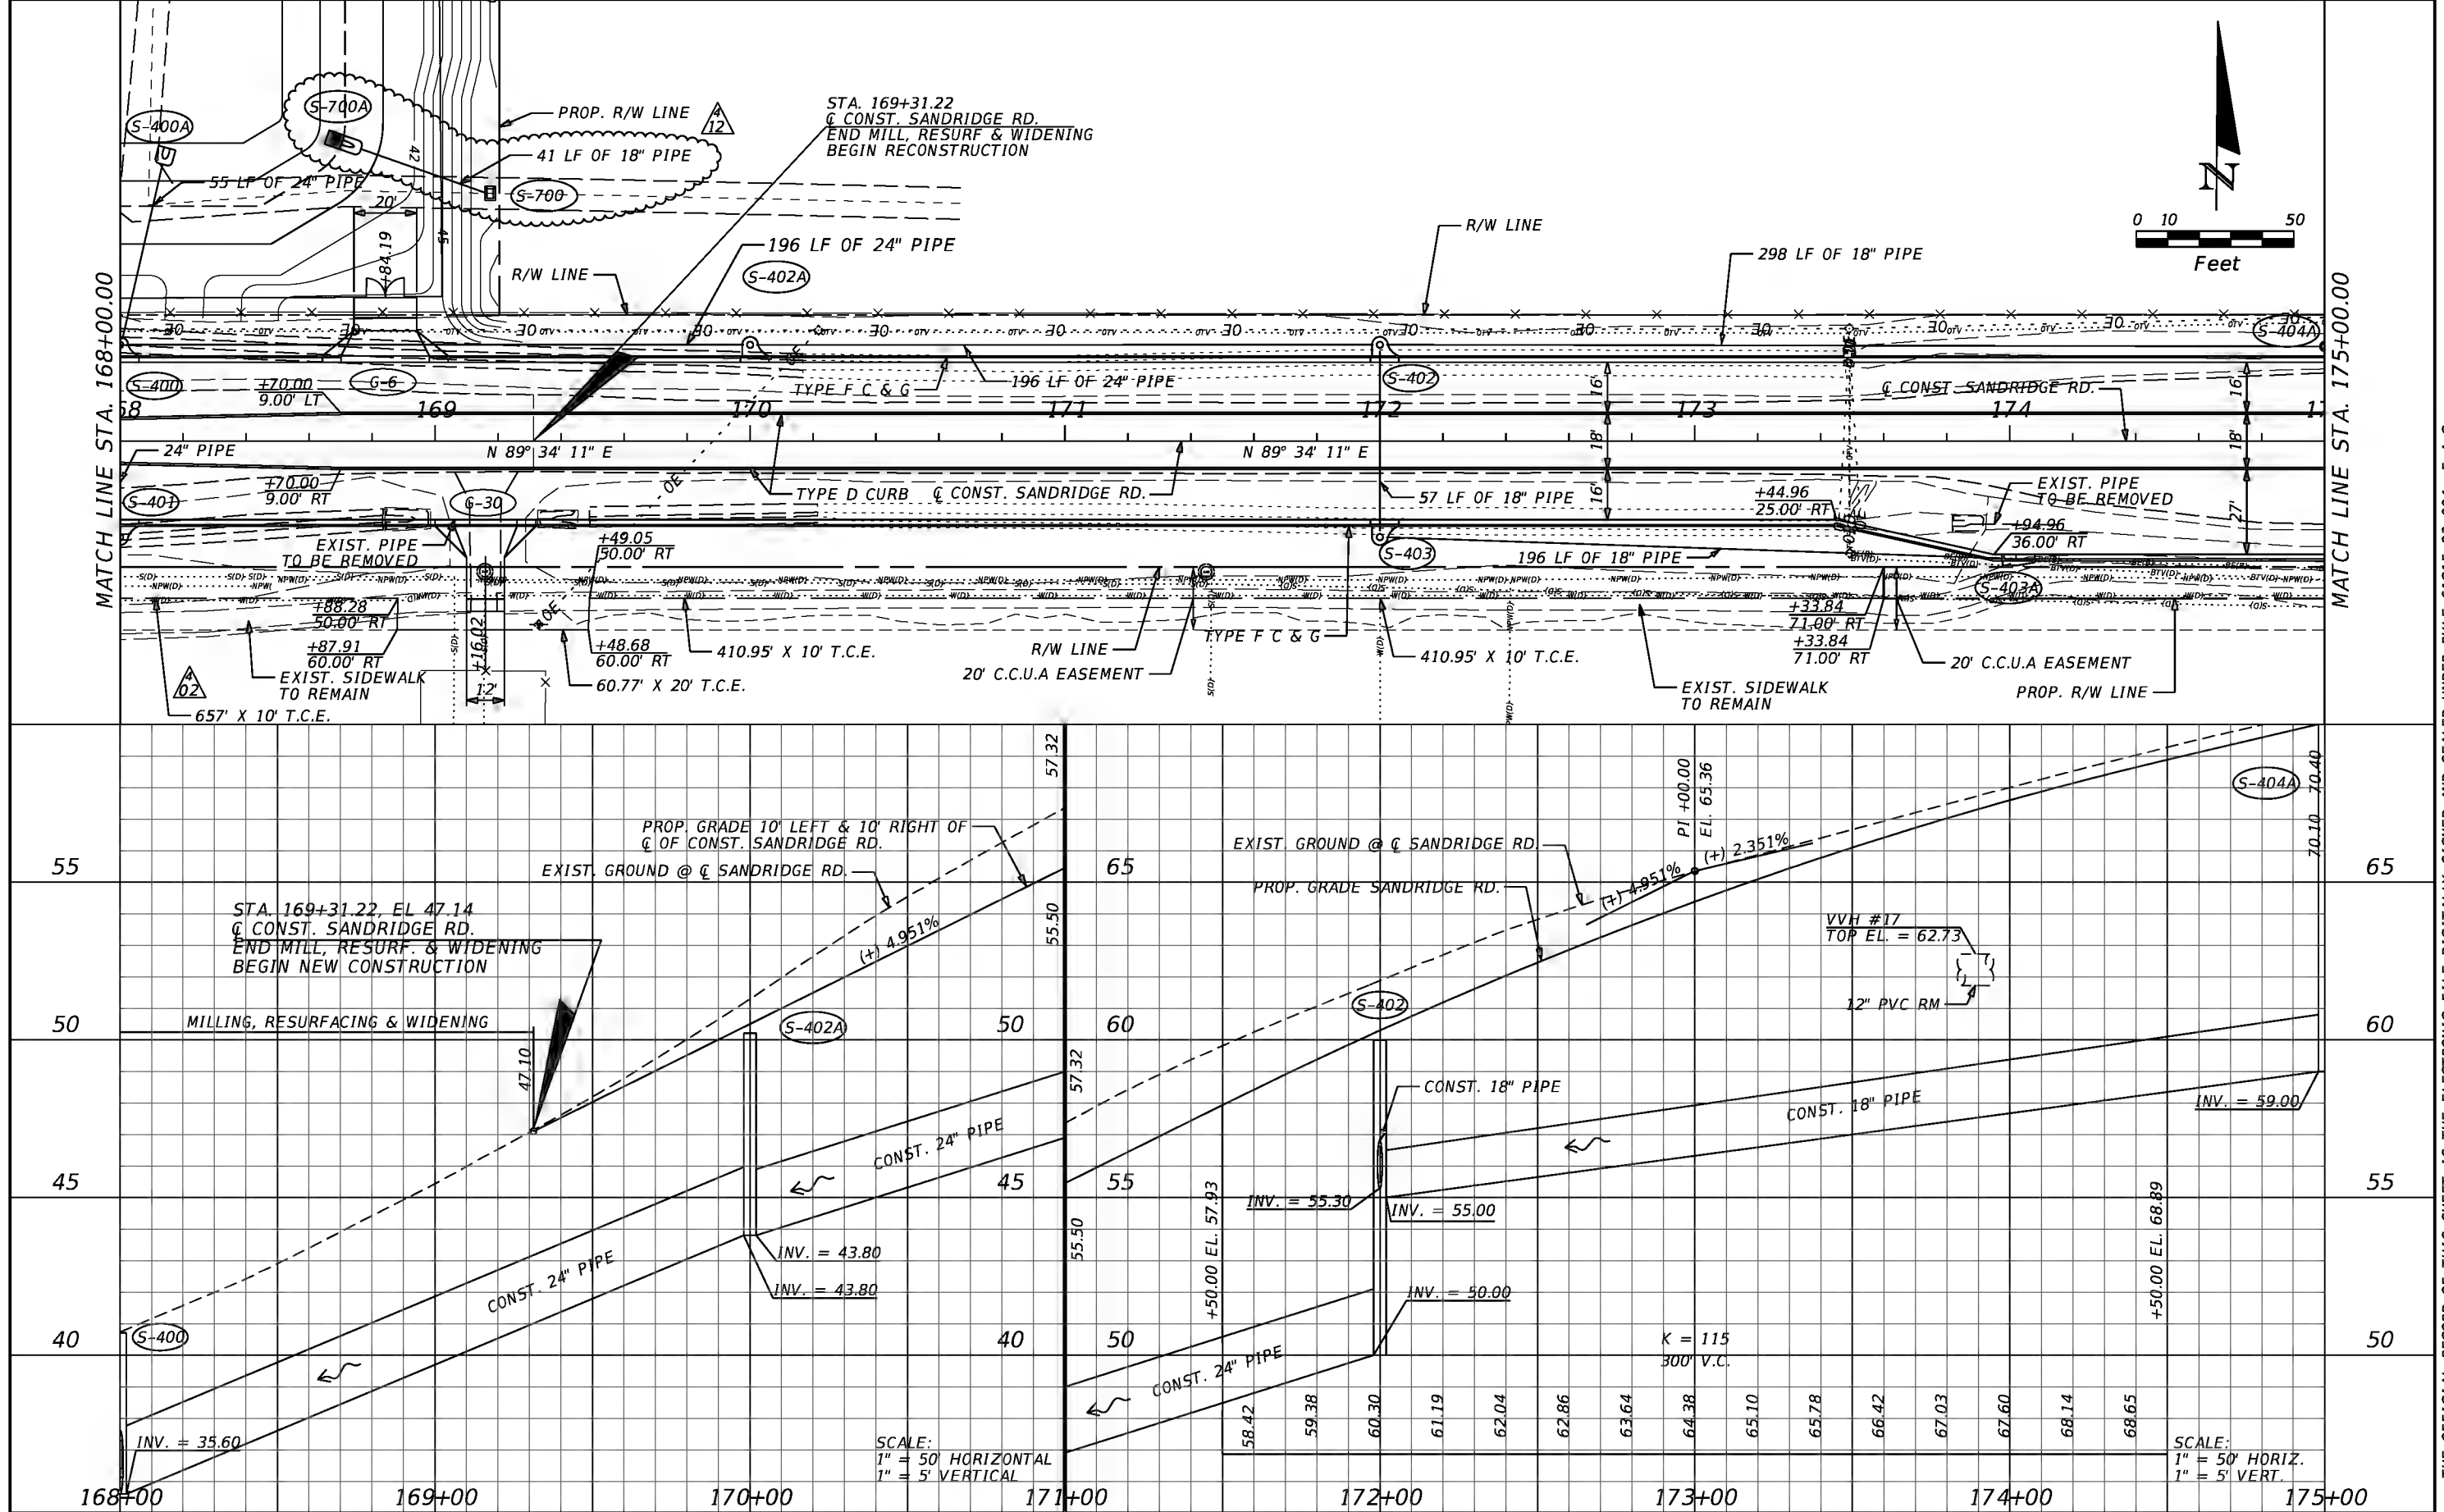 S-700A
S-400A
PROP. R/W LINE
4
12
STA. 169+31.22
℄ CONST. SANDRIDGE RD.
END MILL, RESURF & WIDENING
BEGIN RECONSTRUCTION
42
41 LF OF 18" PIPE
55 LF OF 24" PIPE
S-700
20'
45
+84.19
N
0 10 50
Feet
R/W LINE
196 LF OF 24" PIPE
298 LF OF 18" PIPE
R/W LINE
S-402A
MATCH LINE STA. 168+00.00
MATCH LINE STA. 175+00.00
S-404A
S-400
+70.00
9.00' LT
G-6
TYPE F C & G
196 LF OF 24" PIPE
S-402
16'
℄ CONST. SANDRIDGE RD.
16'
68 169 170 171 172 173 174 17
24" PIPE
N 89° 34' 11" E
N 89° 34' 11" E
18'
18'
S-401
+70.00
9.00' RT
G-30
OE
TYPE D CURB
℄ CONST. SANDRIDGE RD.
57 LF OF 18" PIPE
16'
+44.96
25.00' RT
EXIST. PIPE
TO BE REMOVED
27'
EXIST. PIPE
TO BE REMOVED
+49.05
50.00' RT
S-403
196 LF OF 18" PIPE
+94.96
36.00' RT
S-403A
+88.28
50.00' RT
+87.91
60.00' RT
+16.02
12'
OE
+48.68
60.00' RT
410.95' X 10' T.C.E.
R/W LINE
TYPE F C & G
20' C.C.U.A EASEMENT
410.95' X 10' T.C.E.
+33.84
71.00' RT
+33.84
71.00' RT
20' C.C.U.A EASEMENT
PROP. R/W LINE
EXIST. SIDEWALK
TO REMAIN
4
02
657' X 10' T.C.E.
60.77' X 20' T.C.E.
EXIST. SIDEWALK
TO REMAIN
57.32
PI +00.00
EL. 65.36
S-404A
70.40
70.10
PROP. GRADE 10' LEFT & 10' RIGHT OF
℄ OF CONST. SANDRIDGE RD.
EXIST. GROUND @ ℄ SANDRIDGE RD.
EXIST. GROUND @ ℄ SANDRIDGE RD.
(+) 2.351%
(+) 4.951%
PROP. GRADE SANDRIDGE RD.
55 65 65
STA. 169+31.22, EL 47.14
℄ CONST. SANDRIDGE RD.
END MILL, RESURF. & WIDENING
BEGIN NEW CONSTRUCTION
(+) 4.951%
55.50
VVH #17
TOP EL. = 62.73
12" PVC RM
MILLING, RESURFACING & WIDENING
47.10
S-402A
S-402
50 50 60 60
57.32
CONST. 18" PIPE
CONST. 24" PIPE
CONST. 18" PIPE
INV. = 59.00
45 45 55 55
INV. = 55.30
INV. = 55.00
55.50
+50.00 EL. 57.93
+50.00 EL. 68.89
INV. = 43.80
INV. = 43.80
CONST. 24" PIPE
INV. = 50.00
S-400
40 40 50 50
K = 115
300' V.C.
CONST. 24" PIPE
INV. = 35.60
58.42 59.38 60.30 61.19 62.04 62.86 63.64 64.38 65.10 65.78 66.42 67.03 67.60 68.14 68.65
SCALE:
1" = 50' HORIZONTAL
1" = 5' VERTICAL
SCALE:
1" = 50' HORIZ.
1" = 5' VERT.
168+00 169+00 170+00 171+00 172+00 173+00 174+00 175+00